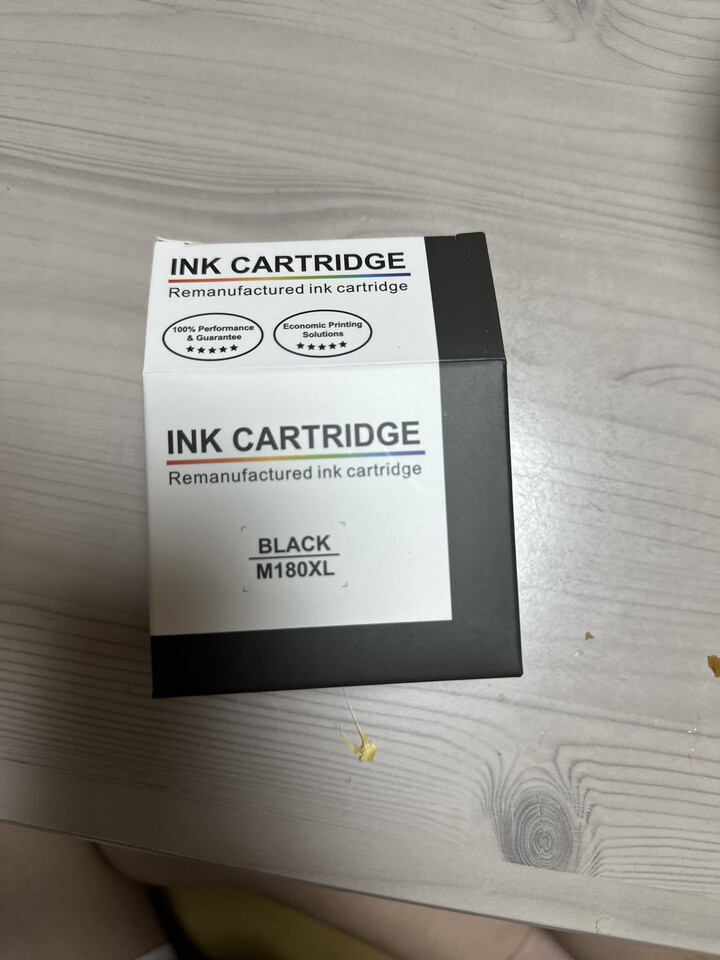 INK CARTRIDGE
Remanufactured ink cartridge
100% Performance
& Guarantee
★★★★★
Economic Printing
Solutions
★★★★★
INK CARTRIDGE
Remanufactured ink cartridge
BLACK
M180XL